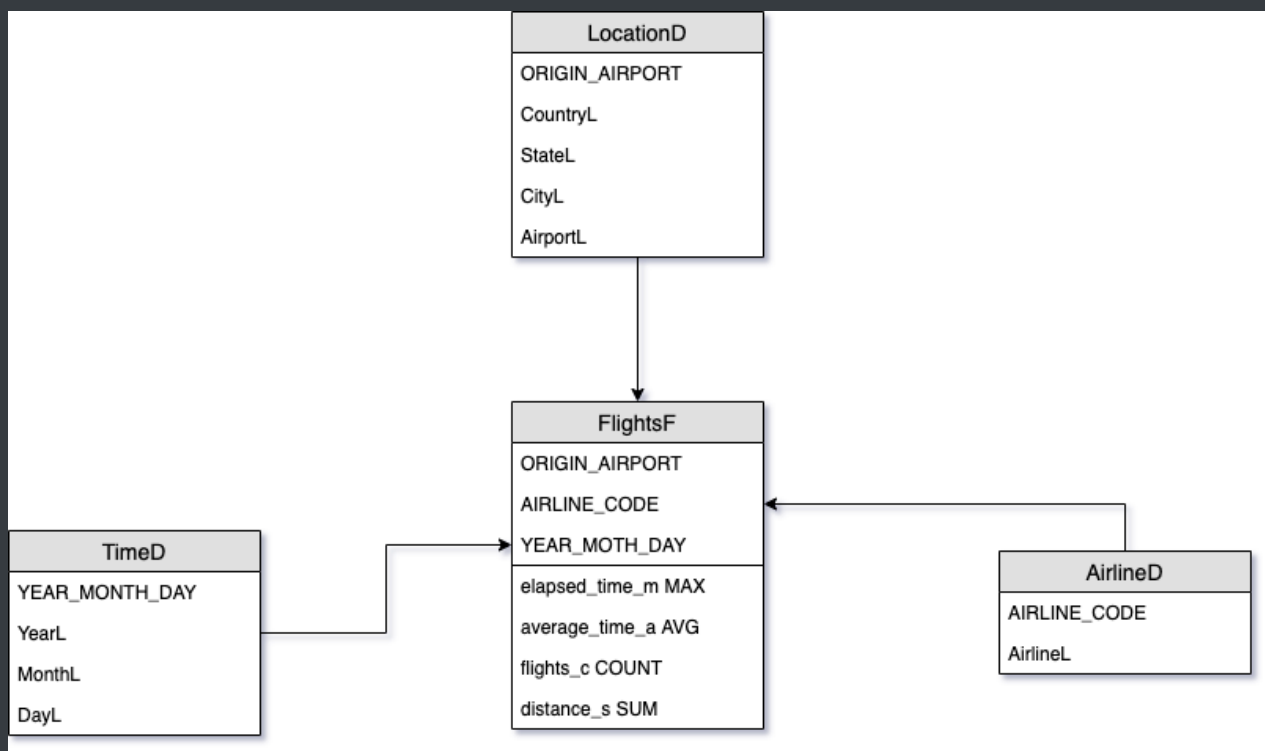 LocationD
ORIGIN_AIRPORT
CountryL
StateL
CityL
AirportL
FlightsF
ORIGIN_AIRPORT
AIRLINE_CODE
YEAR_MOTH_DAY
elapsed_time_m MAX
average_time_a AVG
flights_c COUNT
distance_s SUM
TimeD
YEAR_MONTH_DAY
YearL
MonthL
DayL
AirlineD
AIRLINE_CODE
AirlineL